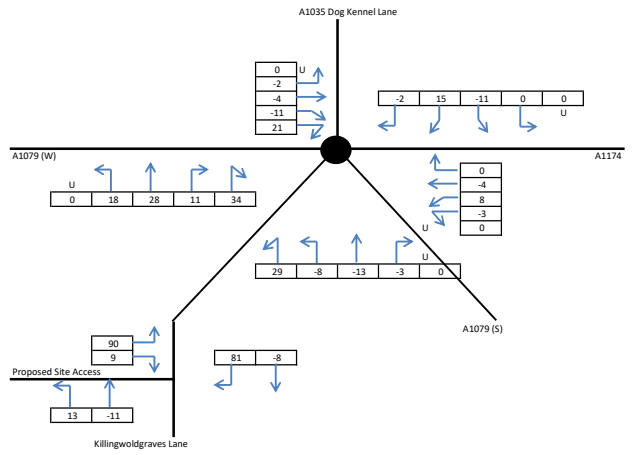 A1035 Dog Kennel Lane
0 U
-2
-4
-11
21
-2 15 -11 0 0
U
A1079 (W)
A1174
U
0 18 28 11 34
0
-4
8
-3
0
U
U
29 -8 -13 -3 0
A1079 (S)
90
9
81 -8
Proposed Site Access
13 -11
Killingwoldgraves Lane